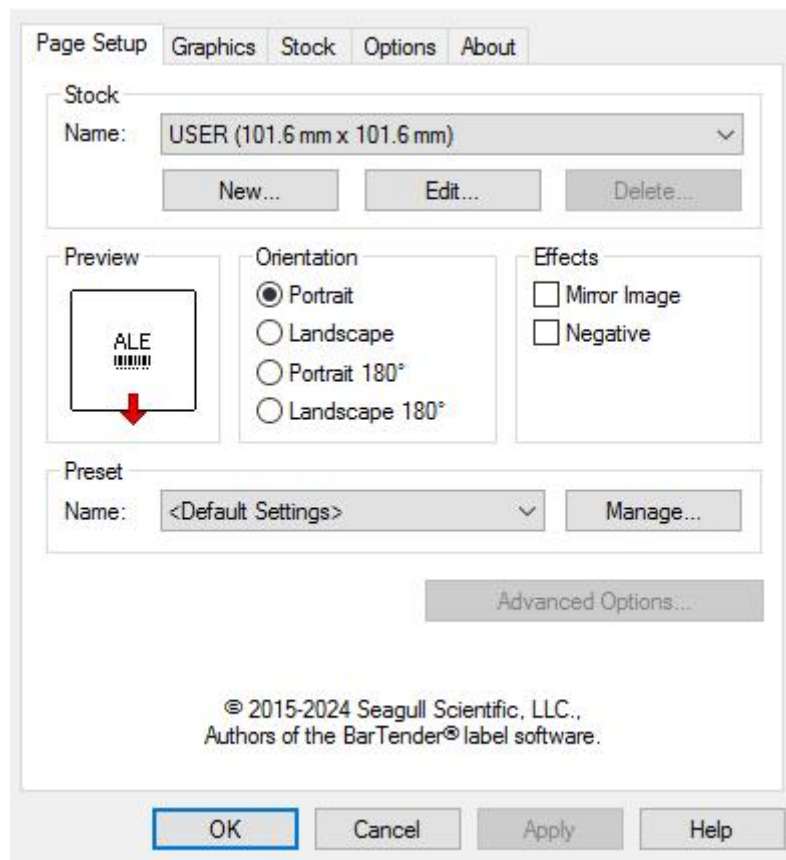 Page Setup Graphics Stock Options About
Stock
Name: USER (101.6 mm x 101.6 mm)
New... Edit... Delete...
Preview Orientation Effects
ALE
Portrait
Landscape
Portrait 180°
Landscape 180°
Mirror Image
Negative
Preset
Name: <Default Settings> Manage...
Advanced Options...
© 2015-2024 Seagull Scientific, LLC.,
Authors of the BarTender® label software.
OK Cancel Apply Help